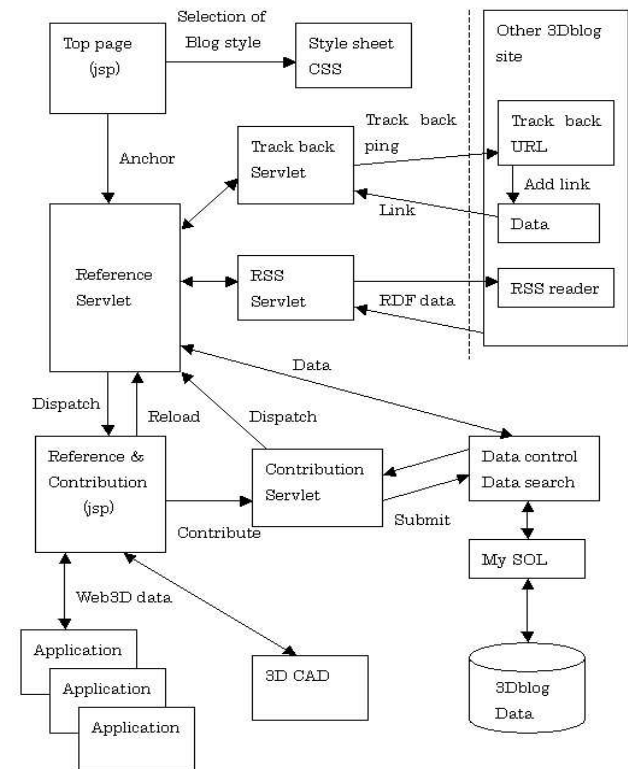 Selection of
Blog style
Top page
(jsp)
Style sheet
CSS
Other 3Dblog
site
Anchor
Track back
Servlet
Track back
ping
Track back
URL
Add link
Link
Data
Reference
Servlet
RSS
Servlet
RDF data
RSS reader
Data
Dispatch
Reload
Dispatch
Reference &
Contribution
(jsp)
Contribution
Servlet
Data control
Data search
Contribute
Submit
My SOL
Web3D data
Application
Application
Application
3D CAD
3Dblog
Data